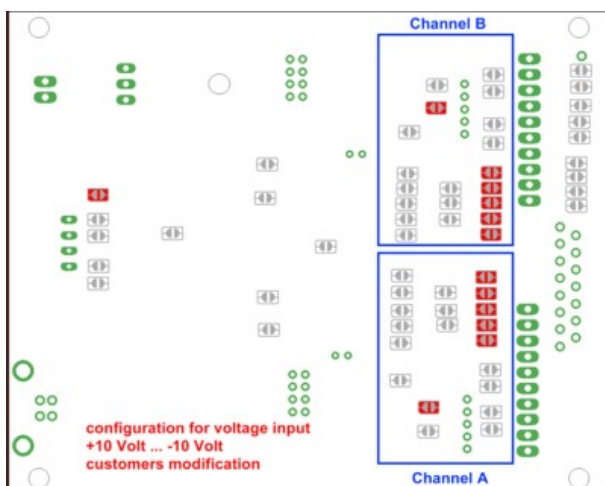 Channel B
configuration for voltage input
+10 Volt ... -10 Volt
customers modification
Channel A